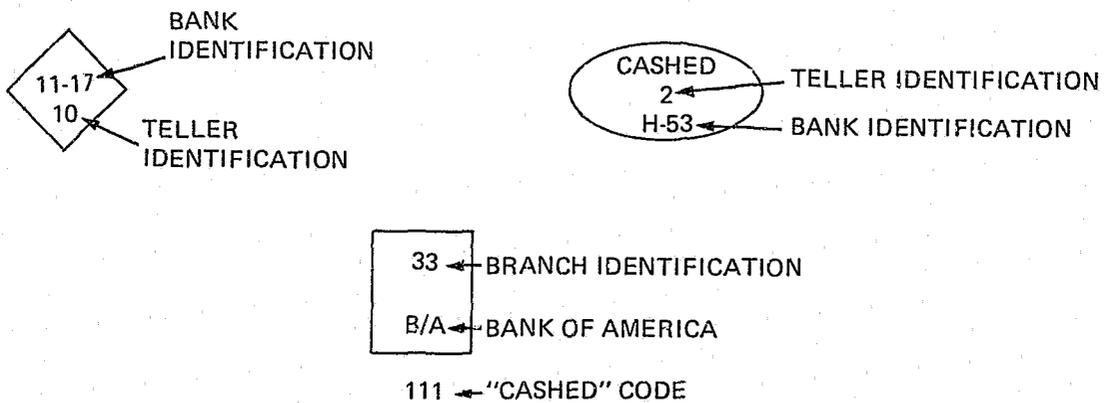 BANK
IDENTIFICATION
11-17
10
TELLER
IDENTIFICATION
CASHED
2
H-53
TELLER IDENTIFICATION
BANK IDENTIFICATION
33
BRANCH IDENTIFICATION
B/A
BANK OF AMERICA
111
"CASHED" CODE